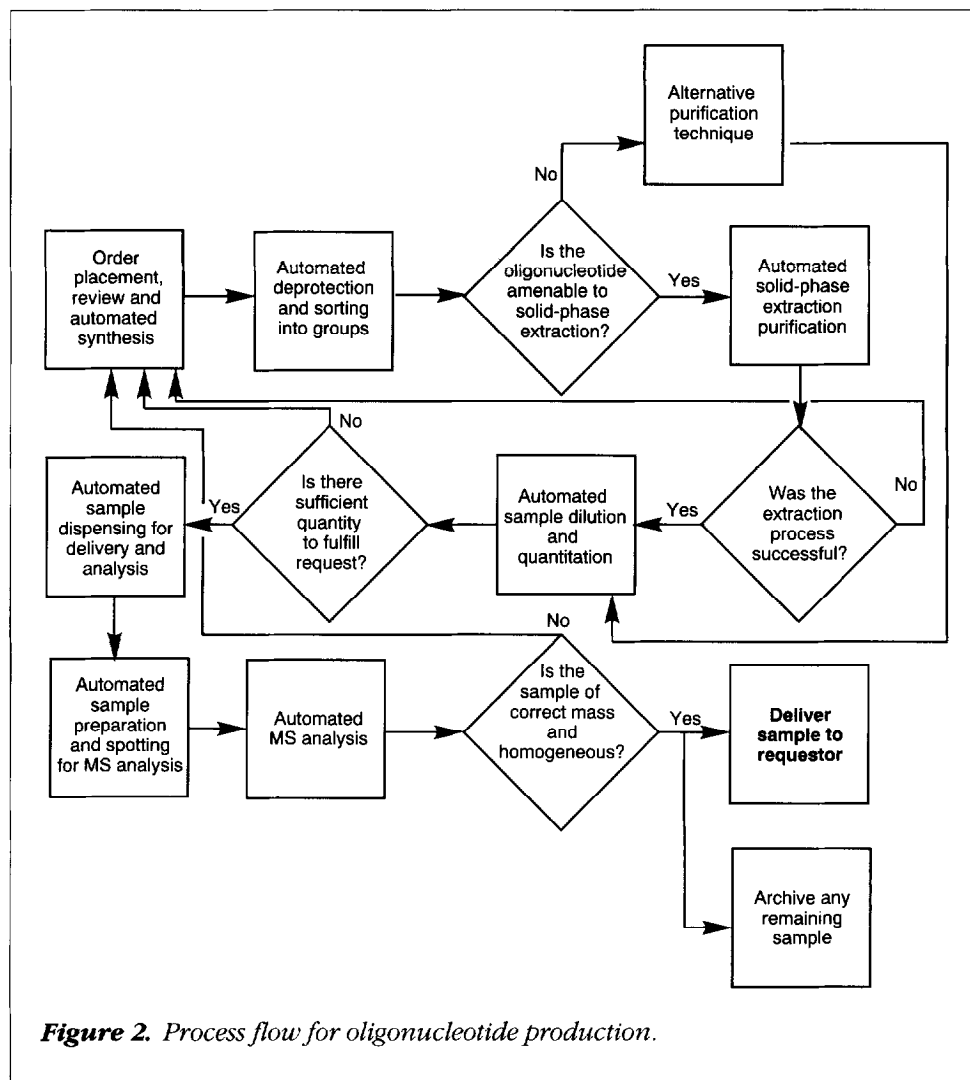 Alternative
purification
technique
No
Order
placement,
review and
automated
synthesis
Automated
deprotection
and sorting
into groups
Is the
oligonucleotide
amenable to
solid-phase
extraction?
Yes
Automated
solid-phase
extraction
purification
No
Automated
sample
dispensing for
delivery and
analysis
Yes
Is there
sufficient
quantity
to fulfill
request?
Automated
sample dilution
and
quantitation
Yes
Was the
extraction
process
successful?
No
No
Automated
sample
preparation
and spotting
for MS analysis
Automated
MS analysis
Is the
sample of
correct mass
and
homogeneous?
Yes
Deliver
sample to
requestor
Archive any
remaining
sample
Figure 2. Process flow for oligonucleotide production.